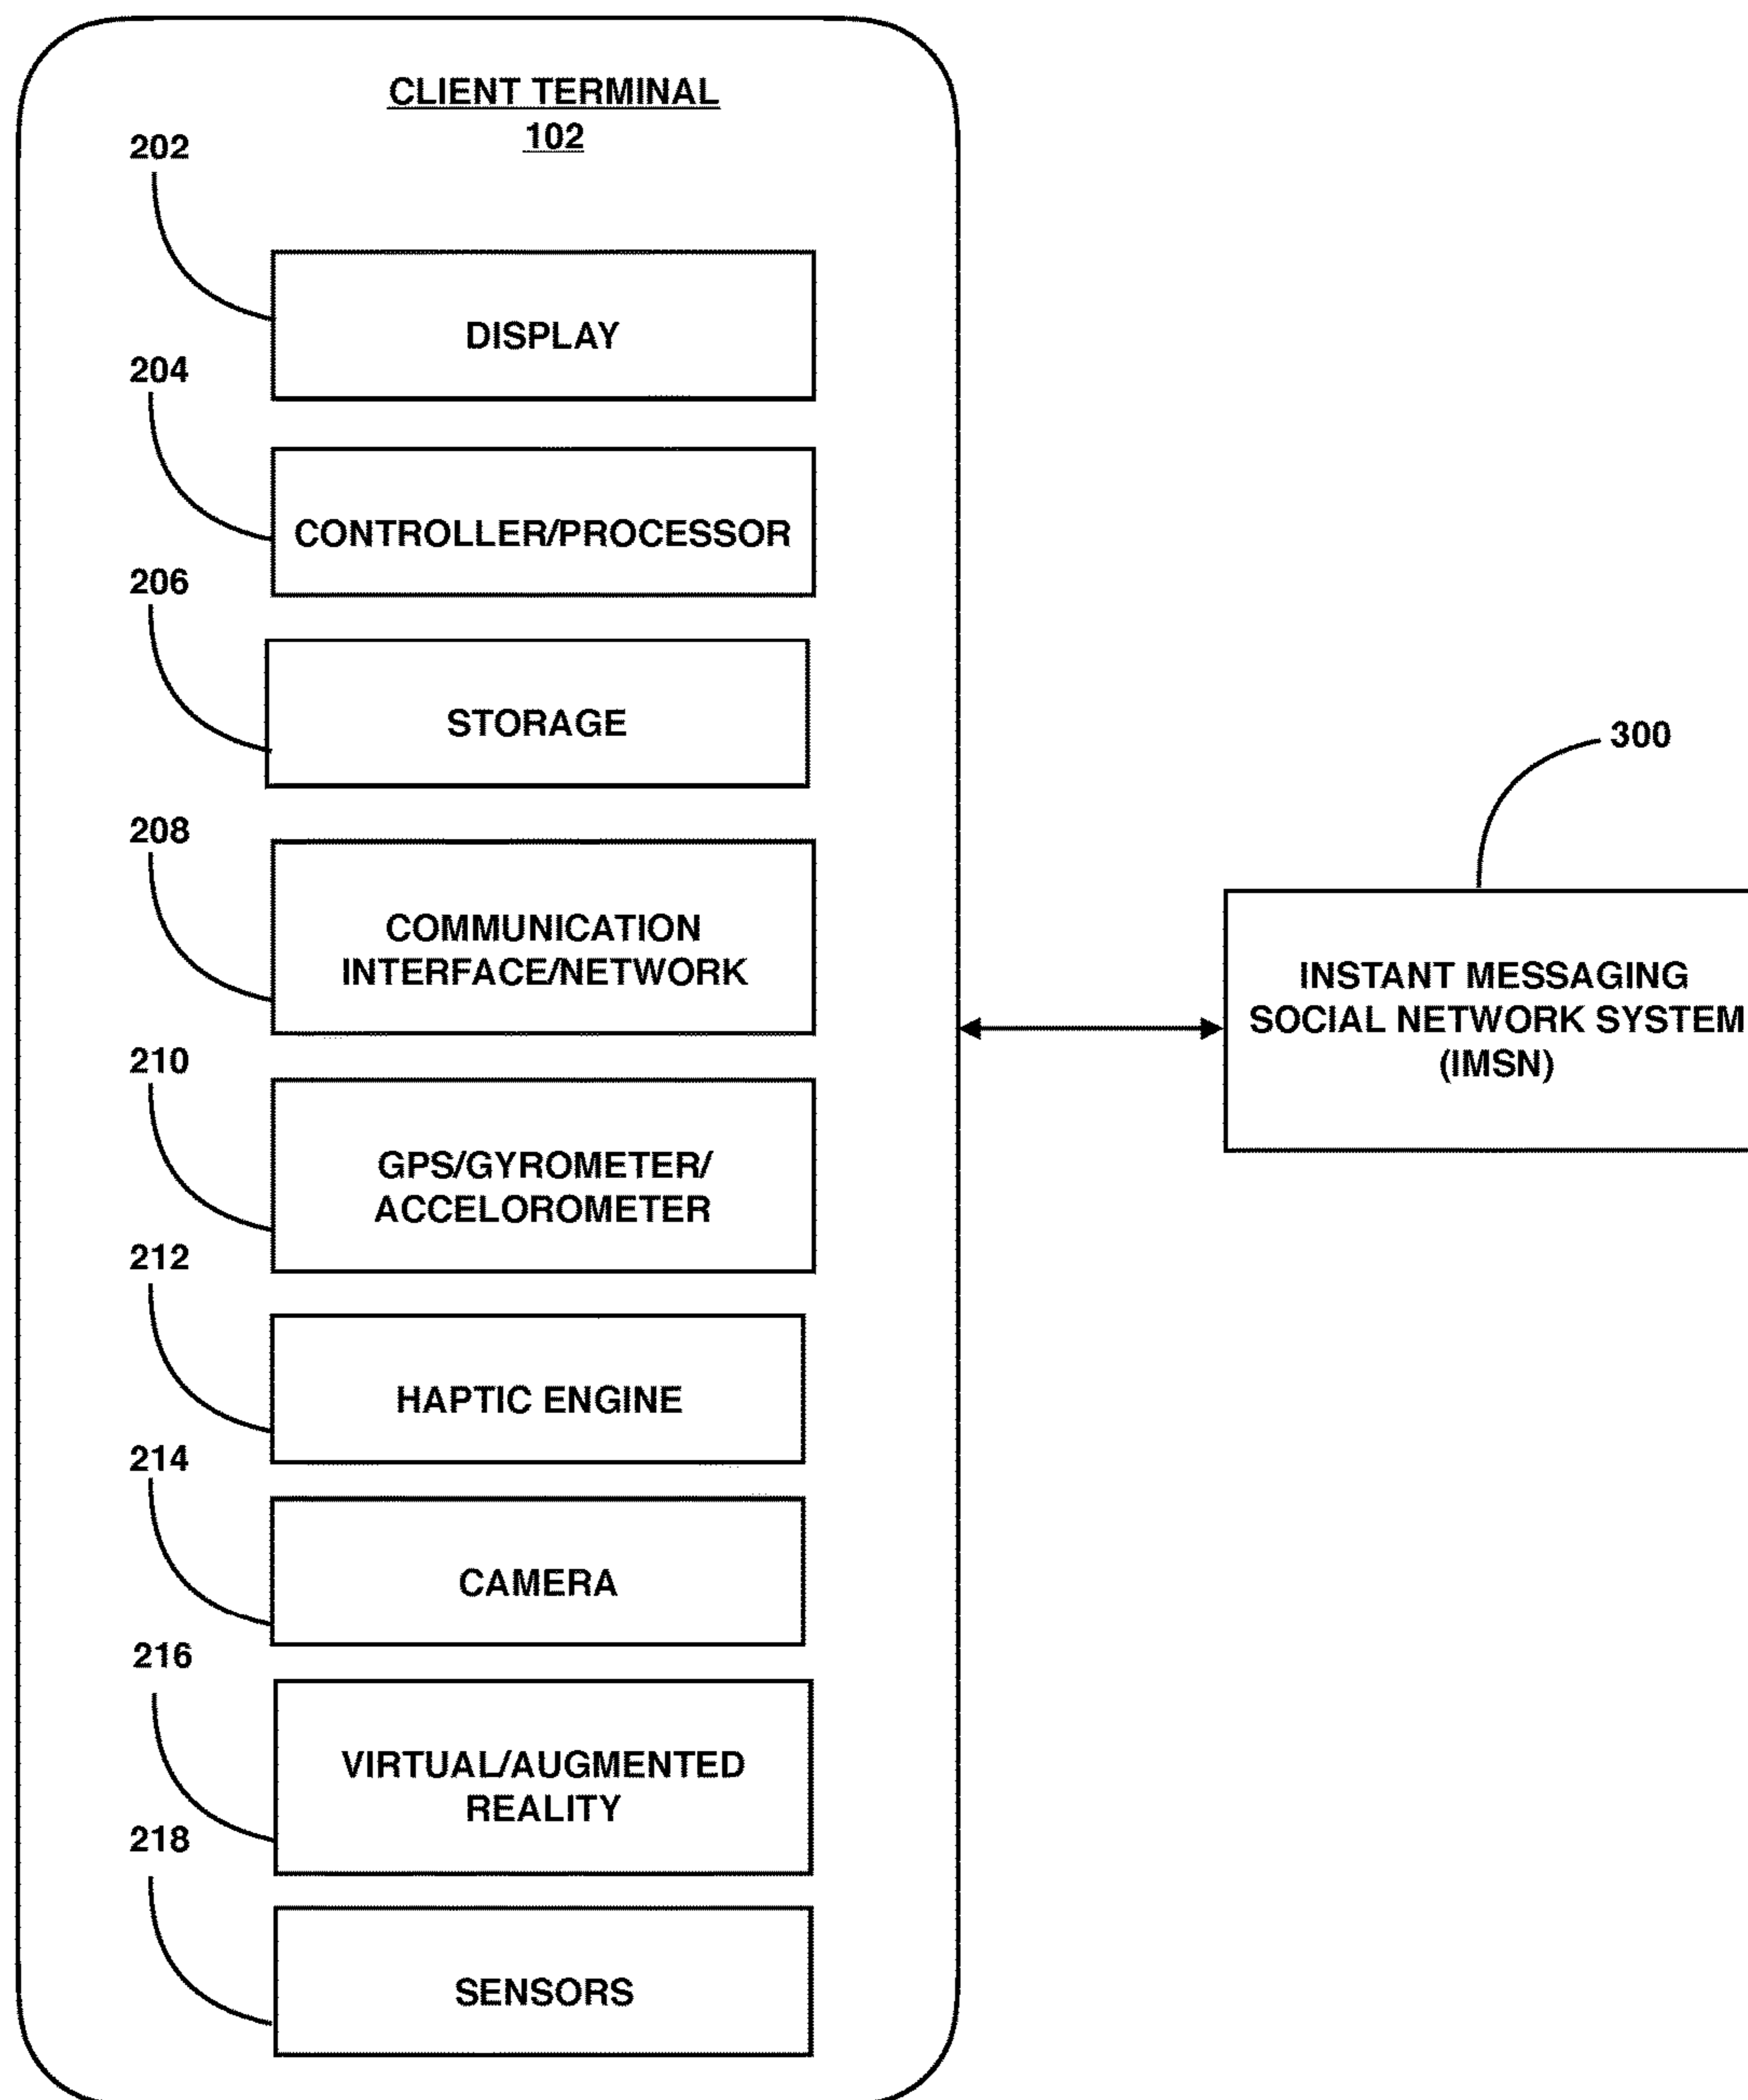 CLIENT TERMINAL
102
202
DISPLAY
204
CONTROLLER/PROCESSOR
206
STORAGE
208
COMMUNICATION
INTERFACE/NETWORK
210
GPS/GYROMETER/
ACCELOROMETER
212
HAPTIC ENGINE
214
CAMERA
216
VIRTUAL/AUGMENTED
REALITY
218
SENSORS
300
INSTANT MESSAGING
SOCIAL NETWORK SYSTEM
(IMSN)